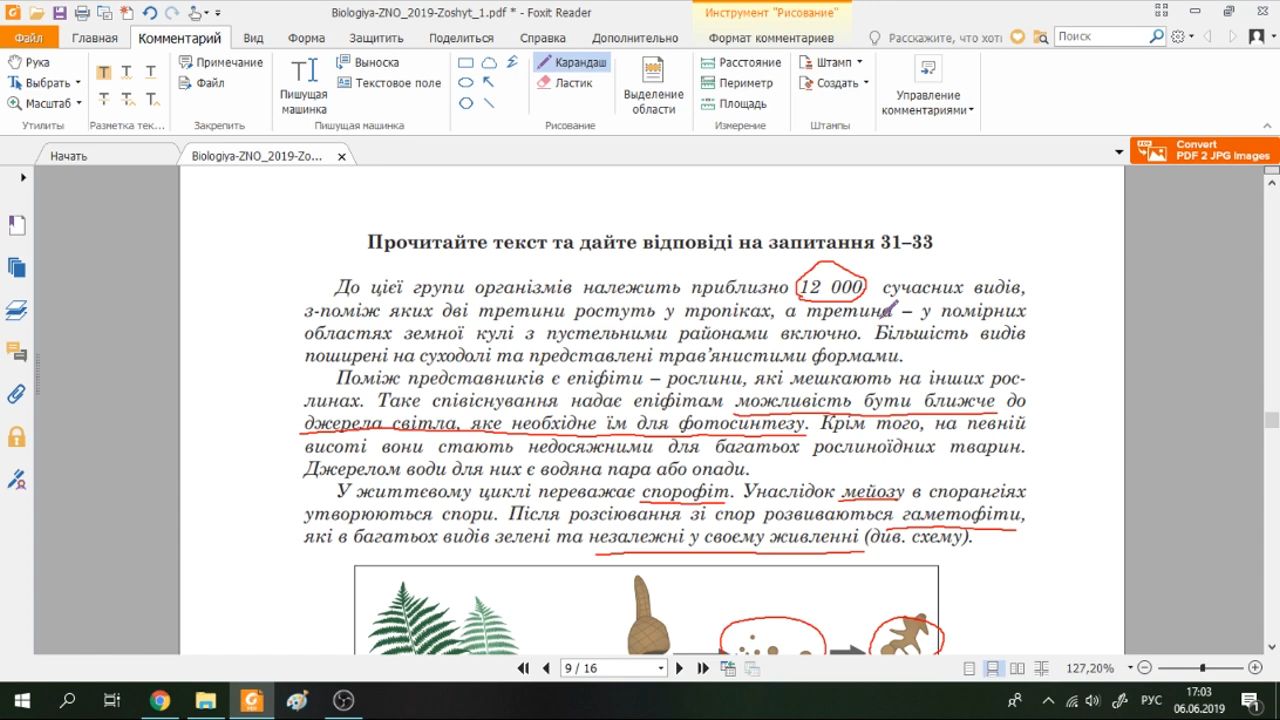 Biologiya-ZNO_2019-Zoshyt_1.pdf * - Foxit Reader
Инструмент "Рисование"
Файл
Главная
Комментарий
Вид
Форма
Защитить
Поделиться
Справка
Дополнительно
Формат комментариев
Расскажите, что хоті
Поиск
Рука
Выбрать
Масштаб
Утилиты
Разметка тек...
Примечание
Файл
Закрепить
Пишущая машинка
Выноска
Текстовое поле
Пишущая машинка
Карандаш
Ластик
Рисование
Выделение области
Расстояние
Периметр
Площадь
Измерение
Штамп
Создать
Штампы
Управление комментариями
Начать
Biologiya-ZNO_2019-Zo...
Convert
PDF 2 JPG Images
Прочитайте текст та дайте відповіді на запитання 31–33
До цієї групи організмів належить приблизно 12 000 сучасних видів,
з-поміж яких дві третини ростуть у тропіках, а третина – у помірних
областях земної кулі з пустельними районами включно. Більшість видів
поширені на суходолі та представлені трав’янистими формами.
Поміж представників є епіфіти – рослини, які мешкають на інших рос-
линах. Таке співіснування надає епіфітам можливість бути ближче до
джерела світла, яке необхідне їм для фотосинтезу. Крім того, на певній
висоті вони стають недосяжними для багатьох рослиноїдних тварин.
Джерелом води для них є водяна пара або опади.
У життєвому циклі переважає спорофіт. Унаслідок мейозу в спорангіях
утворюються спори. Після розсіювання зі спор розвиваються гаметофіти,
які в багатьох видів зелені та незалежні у своєму живленні (див. схему).
9 / 16
127,20%
РУС
17:03
06.06.2019
1